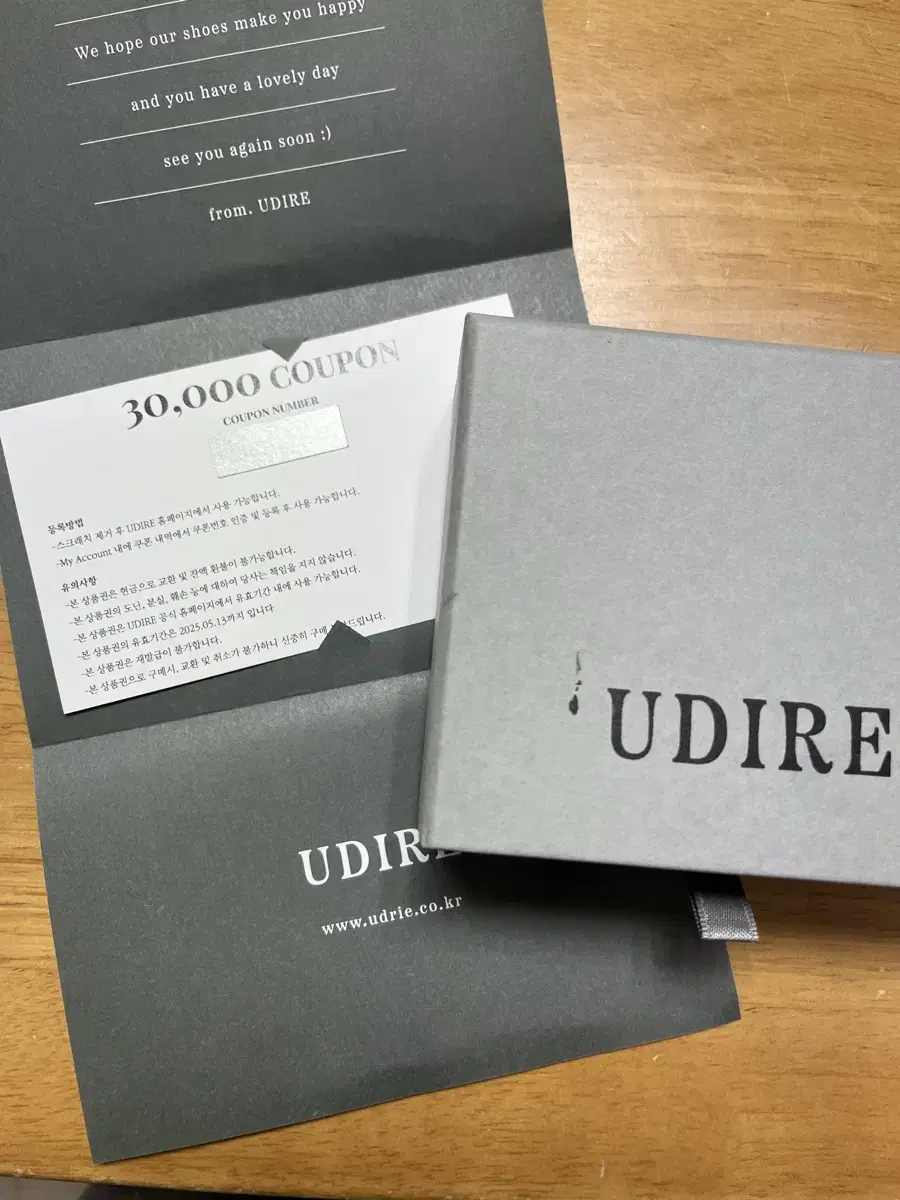 We hope our shoes make you happy
and you have a lovely day
see you again soon :)
from. UDIRE
30,000 COUPON
COUPON NUMBER
등록방법
-스크래치 제거 후 UDIRE 홈페이지에서 사용 가능합니다.
-My Account 내에 쿠폰 내역에서 쿠폰번호 인증 및 등록 후 사용 가능합니다.
유의사항
-본 상품권은 현금으로 교환 및 잔액 환불이 불가능합니다.
-본 상품권의 도난, 분실, 훼손 등에 대하여 당사는 책임을 지지 않습니다.
-본 상품권은 UDIRE 공식 홈페이지에서 유효기간 내에 사용 가능합니다.
-본 상품권의 유효기간은 2025.05.13까지 입니다
-본 상품권은 재발급이 불가합니다.
-본 상품권으로 구매시, 교환 및 취소가 불가하니 신중히 구매 드립니다.
UDIRE
UDIRE
www.udrie.co.kr